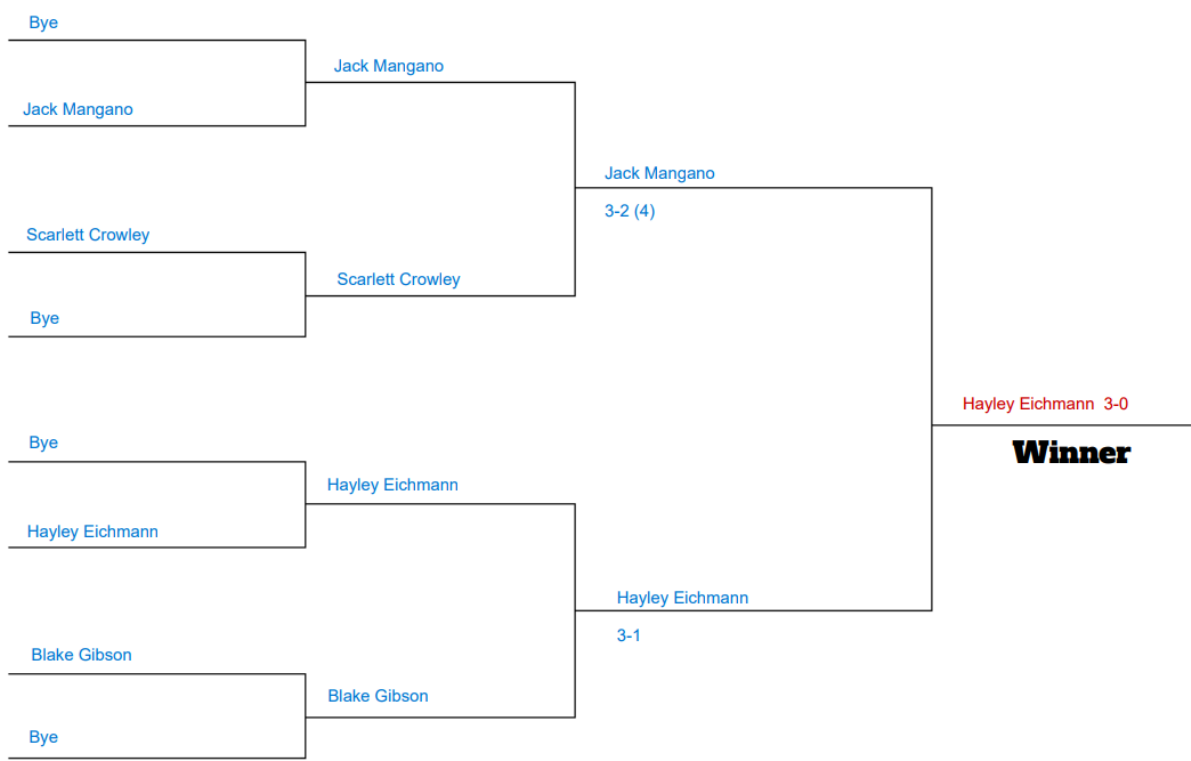 Bye
Jack Mangano
Jack Mangano
Jack Mangano
3-2 (4)
Scarlett Crowley
Scarlett Crowley
Bye
Hayley Eichmann  3-0
Winner
Bye
Hayley Eichmann
Hayley Eichmann
Hayley Eichmann
3-1
Blake Gibson
Blake Gibson
Bye